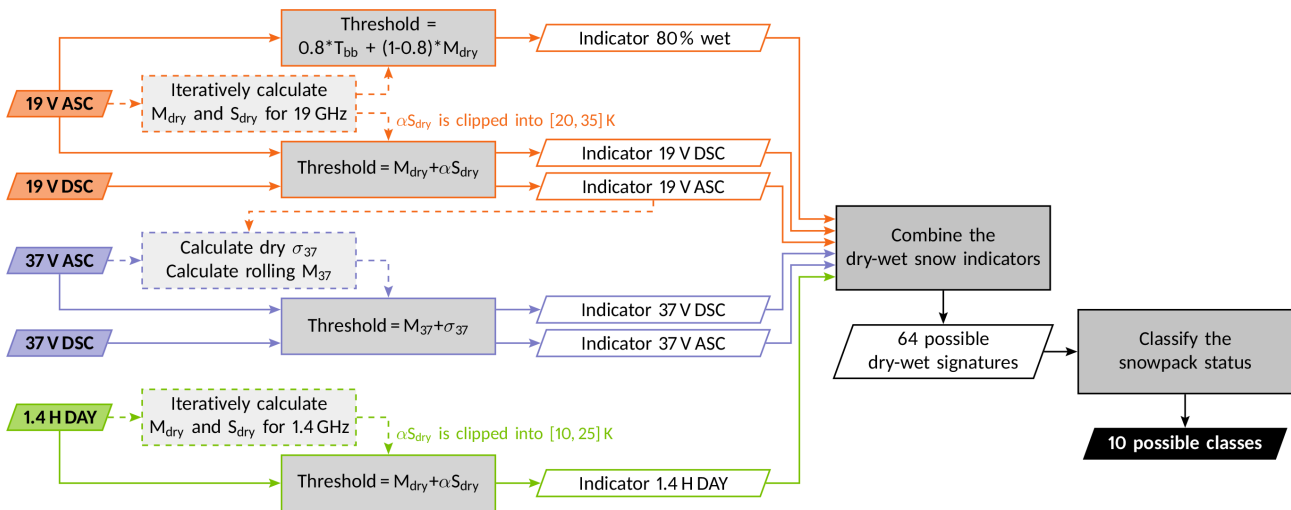 Threshold =
0.8*T_bb + (1-0.8)*M_dry
Indicator 80% wet
19 V ASC
Iteratively calculate
M_dry and S_dry for 19 GHz
αS_dry is clipped into [20, 35] K
Threshold = M_dry+αS_dry
Indicator 19 V DSC
19 V DSC
Indicator 19 V ASC
37 V ASC
Calculate dry σ_37
Calculate rolling M_37
Combine the
dry-wet snow indicators
Threshold = M_37+σ_37
Indicator 37 V DSC
37 V DSC
Indicator 37 V ASC
64 possible
dry-wet signatures
Classify the
snowpack status
1.4 H DAY
Iteratively calculate
M_dry and S_dry for 1.4 GHz
αS_dry is clipped into [10, 25] K
10 possible classes
Threshold = M_dry+αS_dry
Indicator 1.4 H DAY